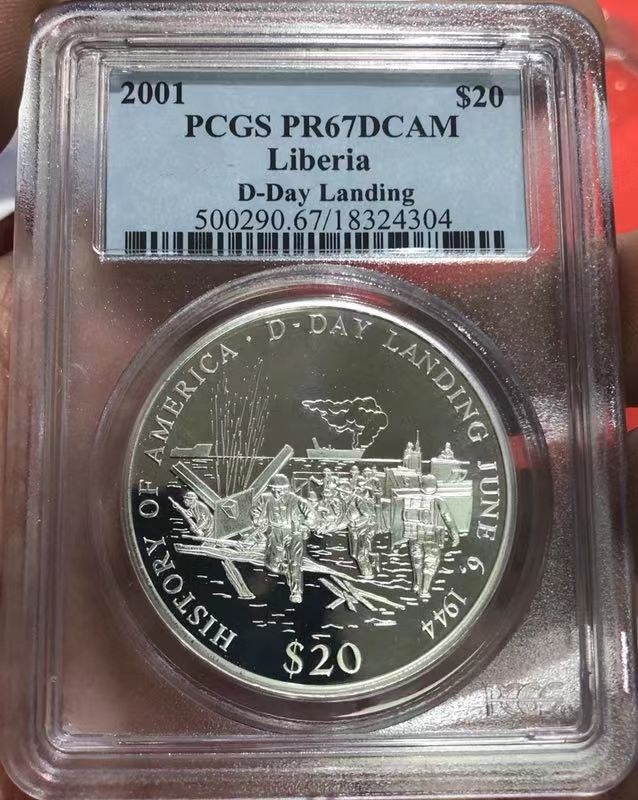 2001 $20
PCGS PR67DCAM
Liberia
D-Day Landing
500290.67/18324304
HISTORY OF AMERICA · D-DAY LANDING JUNE 6 1944
$20
PCGS